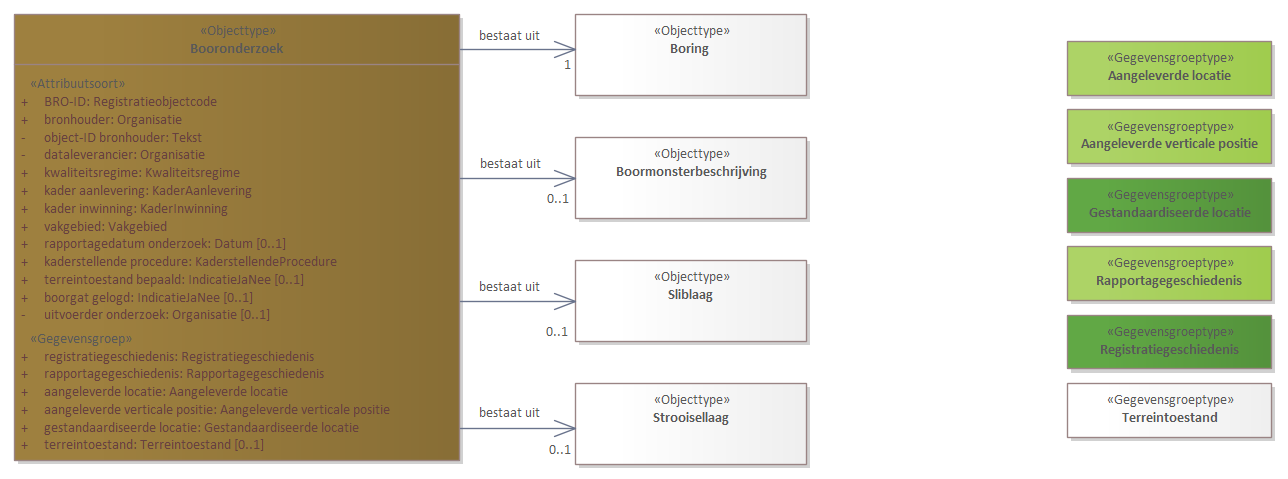 «Objecttype»
Booronderzoek
«Attribuutsoort»
+ BRO-ID: Registratieobjectcode
+ bronhouder: Organisatie
- object-ID bronhouder: Tekst
- dataleverancier: Organisatie
+ kwaliteitsregime: Kwaliteitsregime
+ kader aanlevering: KaderAanlevering
+ kader inwinning: KaderInwinning
+ vakgebied: Vakgebied
+ rapportagedatum onderzoek: Datum [0..1]
+ kaderstellende procedure: KaderstellendeProcedure
+ terreintoestand bepaald: IndicatieJaNee [0..1]
+ boorgat gelogd: IndicatieJaNee [0..1]
- uitvoerder onderzoek: Organisatie [0..1]
«Gegevensgroep»
+ registratiegeschiedenis: Registratiegeschiedenis
+ rapportagegeschiedenis: Rapportagegeschiedenis
+ aangeleverde locatie: Aangeleverde locatie
+ aangeleverde verticale positie: Aangeleverde verticale positie
+ gestandaardiseerde locatie: Gestandaardiseerde locatie
+ terreintoestand: Terreintoestand [0..1]
bestaat uit
1
«Objecttype»
Boring
bestaat uit
0..1
«Objecttype»
Boormonsterbeschrijving
bestaat uit
0..1
«Objecttype»
Sliblaag
bestaat uit
0..1
«Objecttype»
Strooisellaag
«Gegevensgroeptype»
Aangeleverde locatie
«Gegevensgroeptype»
Aangeleverde verticale positie
«Gegevensgroeptype»
Gestandaardiseerde locatie
«Gegevensgroeptype»
Rapportagegeschiedenis
«Gegevensgroeptype»
Registratiegeschiedenis
«Gegevensgroeptype»
Terreintoestand